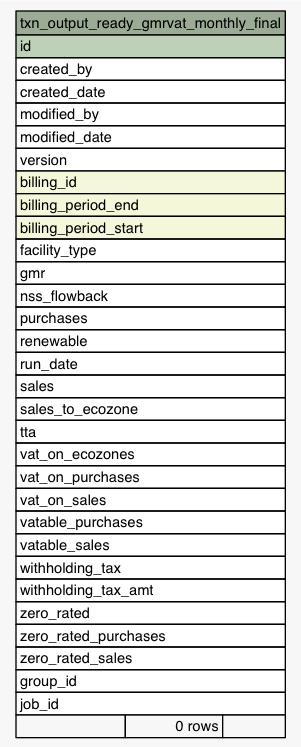 txn_output_ready_gmrvat_monthly_final
id
created_by
created_date
modified_by
modified_date
version
billing_id
billing_period_end
billing_period_start
facility_type
gmr
nss_flowback
purchases
renewable
run_date
sales
sales_to_ecozone
tta
vat_on_ecozones
vat_on_purchases
vat_on_sales
vatable_purchases
vatable_sales
withholding_tax
withholding_tax_amt
zero_rated
zero_rated_purchases
zero_rated_sales
group_id
job_id
0 rows